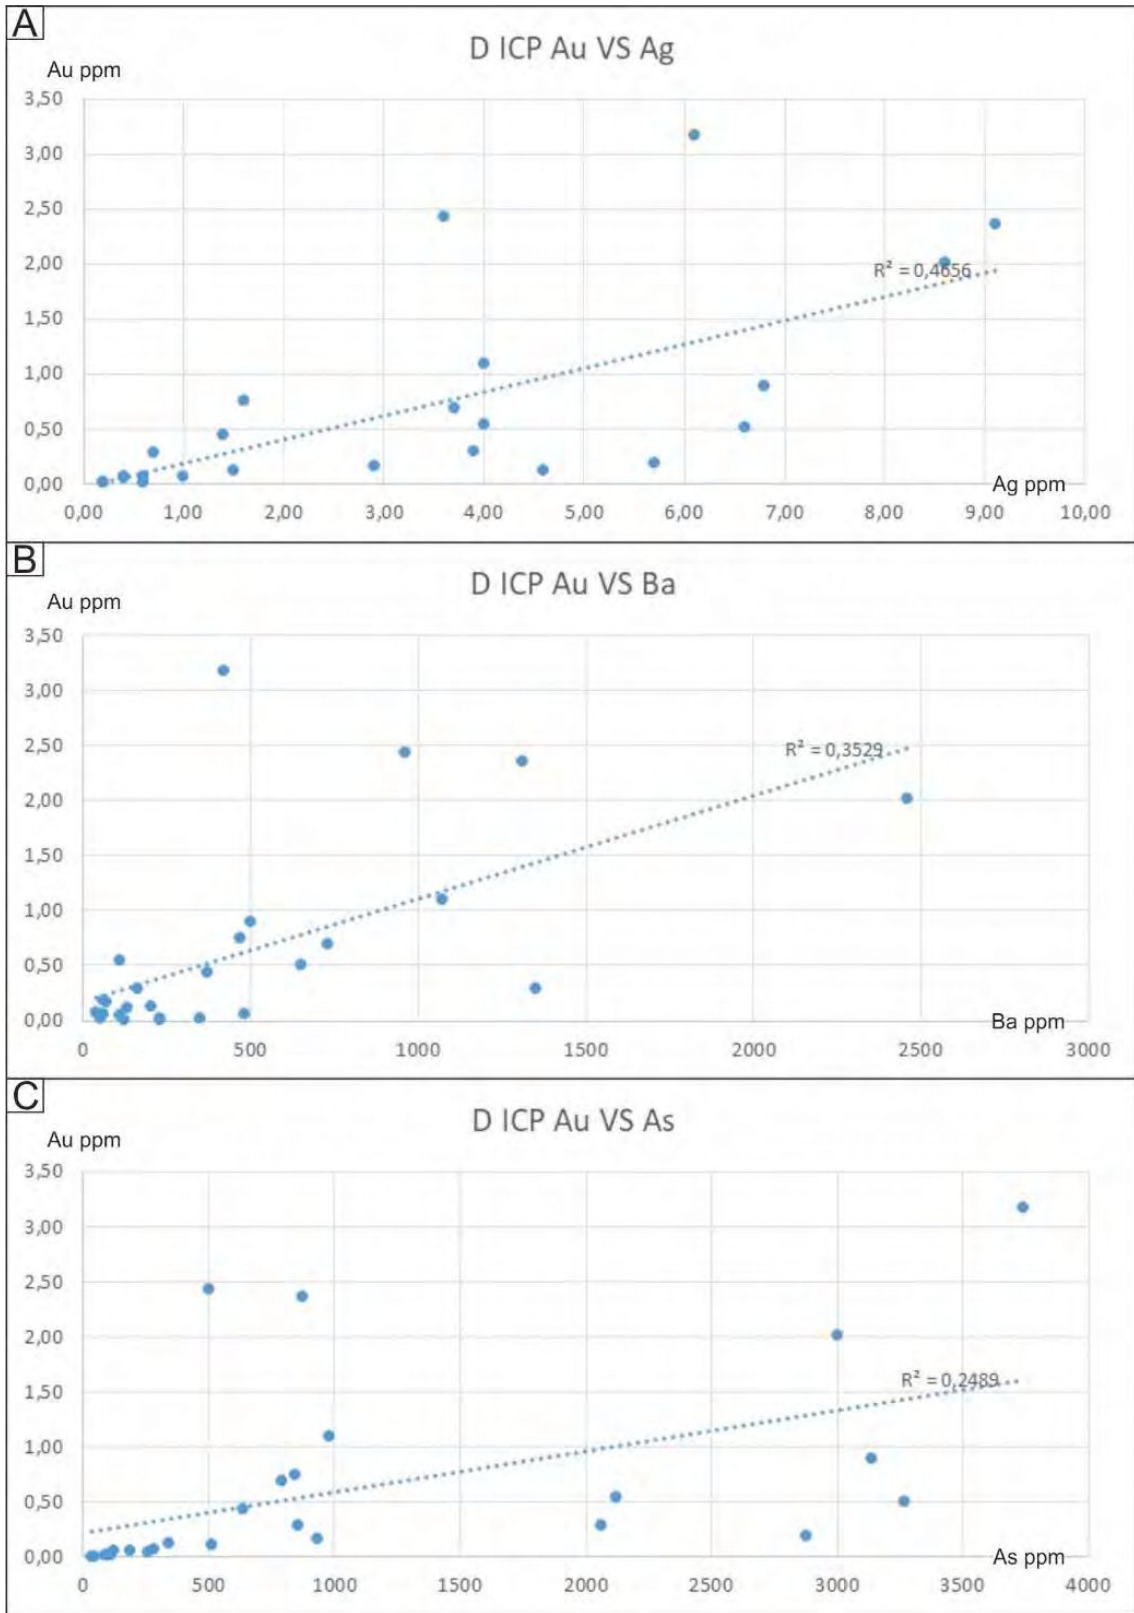 A
D ICP Au VS Ag
Au ppm
3,50
3,00
2,50
2,00
R² = 0,4656
1,50
1,00
0,50
0,00
Ag ppm
0,00 1,00 2,00 3,00 4,00 5,00 6,00 7,00 8,00 9,00 10,00
B
D ICP Au VS Ba
Au ppm
3,50
3,00
2,50
R² = 0,3529
2,00
1,50
1,00
0,50
0,00
Ba ppm
0 500 1000 1500 2000 2500 3000
C
D ICP Au VS As
Au ppm
3,50
3,00
2,50
2,00
R² = 0,2489
1,50
1,00
0,50
0,00
As ppm
0 500 1000 1500 2000 2500 3000 3500 4000